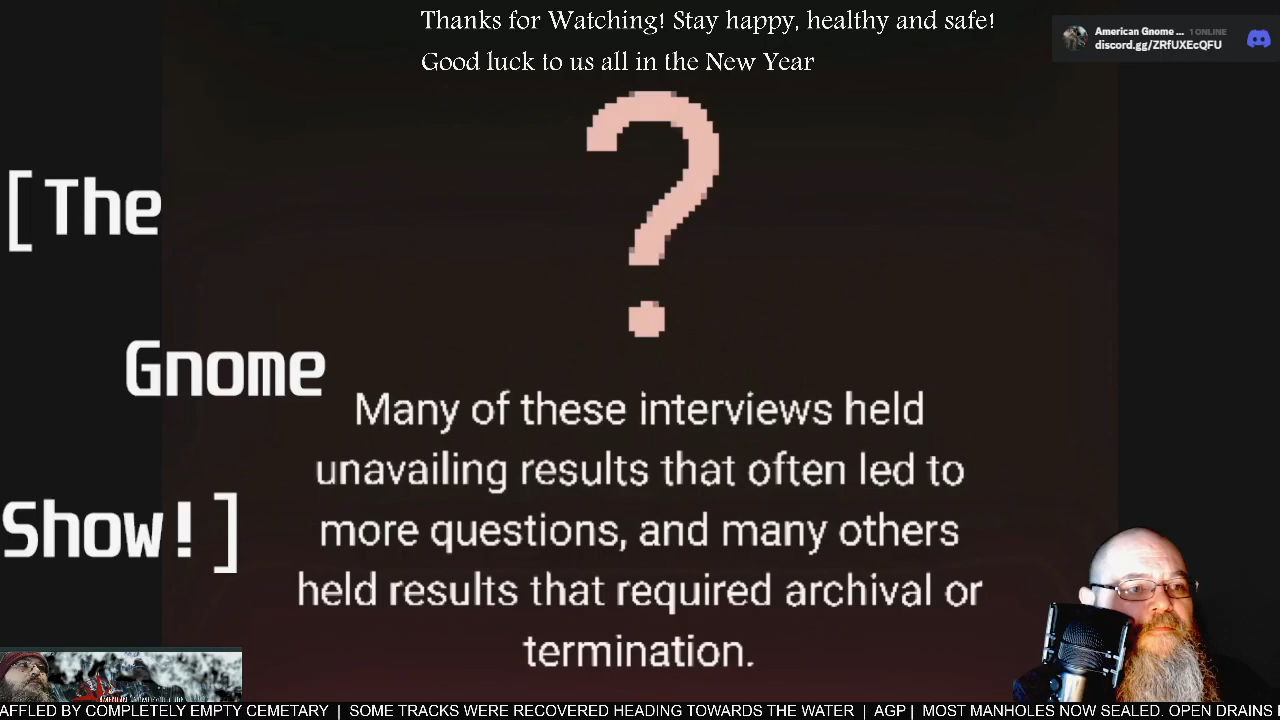 Thanks for Watching! Stay happy, healthy and safe!
Good luck to us all in the New Year
American Gnome ... 1 ONLINE
discord.gg/ZRfUXEcQFU
[The
Gnome
Show!]
?
Many of these interviews held
unavailing results that often led to
more questions, and many others
held results that required archival or
termination.
AFFLED BY COMPLETELY EMPTY CEMETARY | SOME TRACKS WERE RECOVERED HEADING TOWARDS THE WATER | AGP | MOST MANHOLES NOW SEALED. OPEN DRAINS